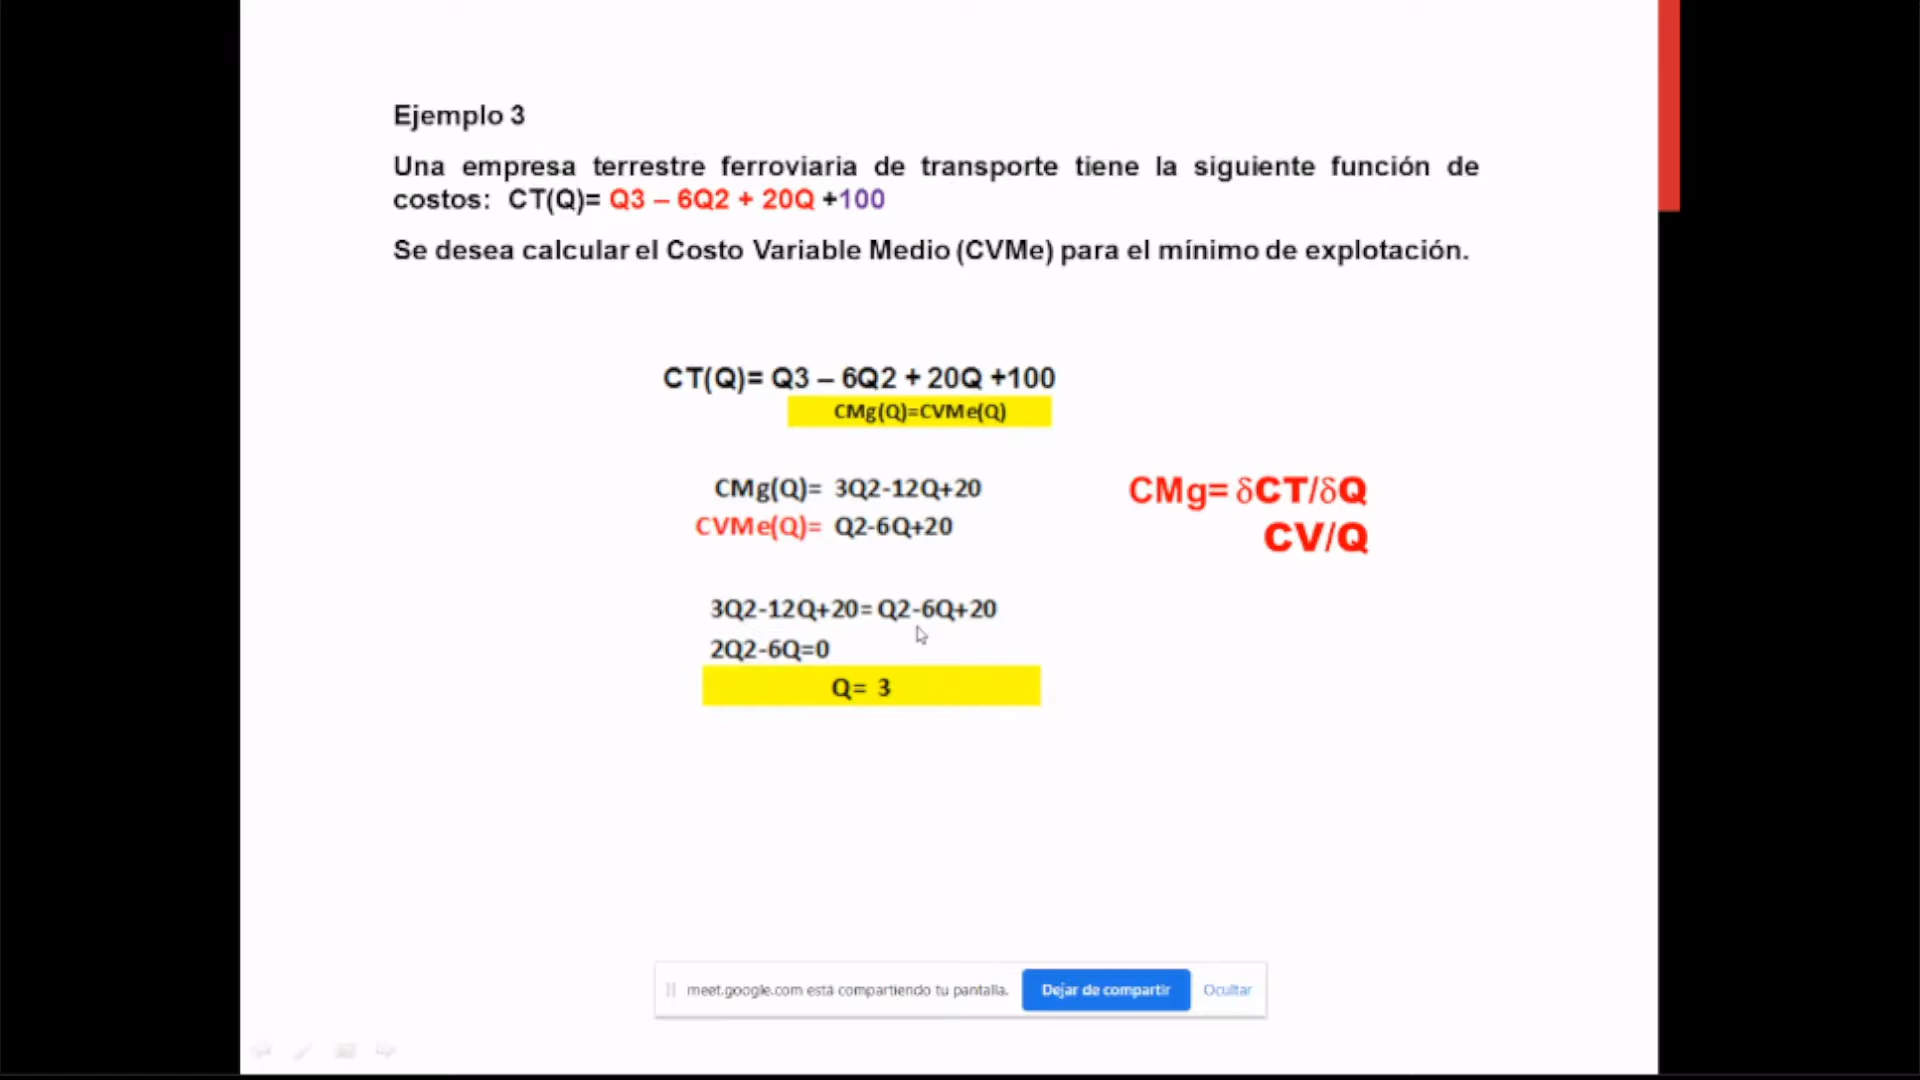 Ejemplo 3
Una empresa terrestre ferroviaria de transporte tiene la siguiente función de
costos: CT(Q)= Q3 – 6Q2 + 20Q +100
Se desea calcular el Costo Variable Medio (CVMe) para el mínimo de explotación.
CT(Q)= Q3 – 6Q2 + 20Q +100
CMg(Q)=CVMe(Q)
CMg(Q)= 3Q2-12Q+20
CMg= δCT/δQ
CVMe(Q)= Q2-6Q+20
CV/Q
3Q2-12Q+20= Q2-6Q+20
2Q2-6Q=0
Q= 3
meet.google.com está compartiendo tu pantalla. Dejar de compartir Ocultar